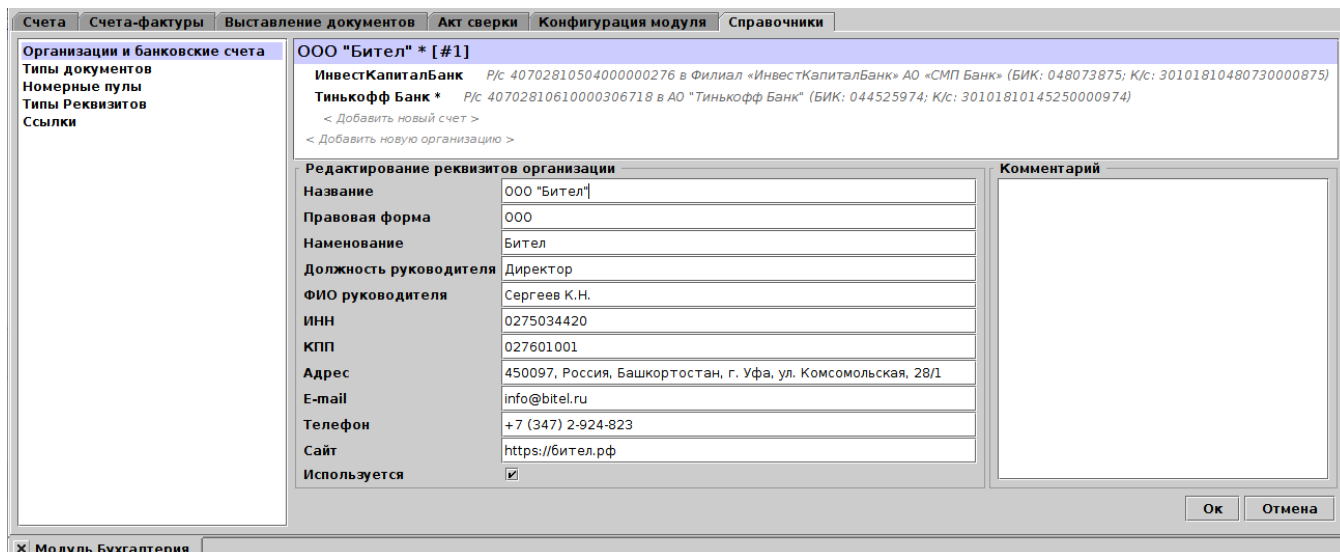 Счета Счета-фактуры Выставление документов Акт сверки Конфигурация модуля Справочники
Организации и банковские счета
Типы документов
Номерные пулы
Типы Реквизитов
Ссылки
ООО "Бител" * [#1]
ИнвестКапиталБанк Р/с 40702810504000000276 в Филиал «ИнвестКапиталБанк» АО «СМП Банк» (БИК: 048073875; К/с: 30101810480730000875)
Тинькофф Банк * Р/с 40702810610000306718 в АО "Тинькофф Банк" (БИК: 044525974; К/с: 30101810145250000974)
< Добавить новый счет >
< Добавить новую организацию >
Редактирование реквизитов организации
Название ООО "Бител"
Правовая форма ООО
Наменование Бител
Должность руководителя Директор
ФИО руководителя Сергеев К.Н.
ИНН 0275034420
КПП 027601001
Адрес 450097, Россия, Башкортостан, г. Уфа, ул. Комсомольская, 28/1
E-mail info@bitel.ru
Телефон +7 (347) 2-924-823
Сайт https://бител.рф
Используется
Комментарий
Ок Отмена
Модуль Бухгалтерия